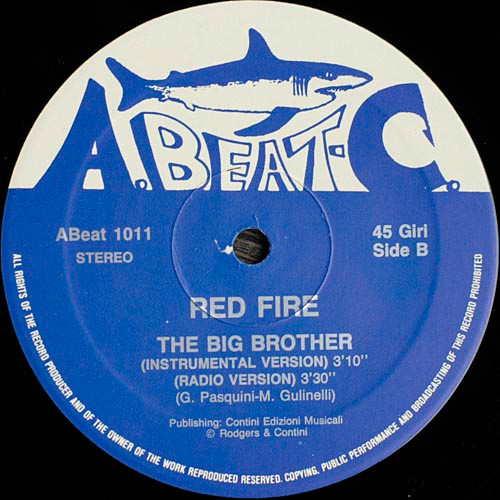 A.BEAT-C.
ABeat 1011
STEREO
45 Giri
Side B
RED FIRE
THE BIG BROTHER
(INSTRUMENTAL VERSION) 3'10''
(RADIO VERSION) 3'30''
(G. Pasquini-M. Gulinelli)
Publishing: Contini Edizioni Musicali
© Rodgers & Contini
ALL RIGHTS OF THE RECORD PRODUCER AND OF THE OWNER OF THE WORK REPRODUCED RESERVED. COPYING, PUBLIC PERFORMANCE AND BROADCASTING OF THIS RECORD PROHIBITED